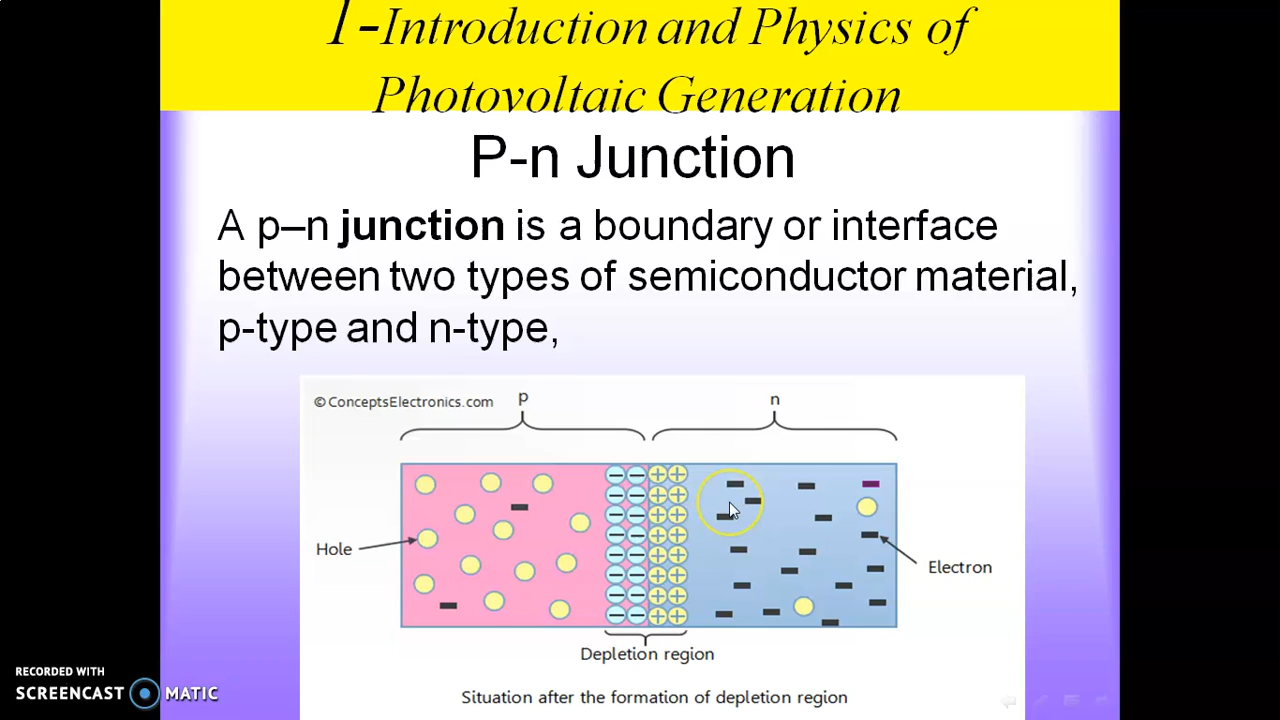 1-Introduction and Physics of
Photovoltaic Generation
P-n Junction
A p–n junction is a boundary or interface
between two types of semiconductor material,
p-type and n-type,
© ConceptsElectronics.com
p
n
Hole
Electron
Depletion region
Situation after the formation of depletion region
RECORDED WITH
SCREENCAST MATIC